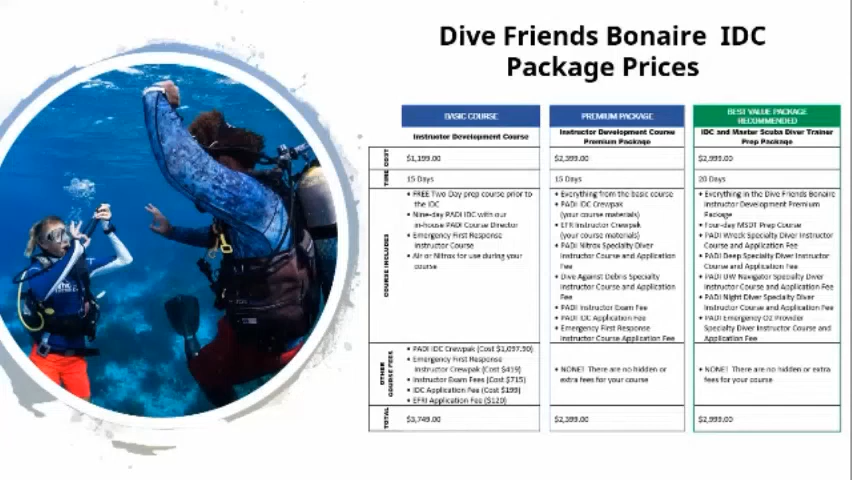 Dive Friends Bonaire IDC
Package Prices
BASIC COURSE
Instructor Development Course
PREMIUM PACKAGE
Instructor Development Course
Premium Package
BEST VALUE PACKAGE
RECOMMENDED
IDC and Master Scuba Diver Trainer
Prep Package
COST
$1,199.00
$2,399.00
$2,999.00
TIME
15 Days
15 Days
20 Days
COURSE INCLUDES
• FREE Two Day prep course prior to
the IDC
• Nine-day PADI IDC with our
in-house PADI Course Director
• Emergency First Response
Instructor Course
• Air or Nitrox for use during your
course
• Everything from the basic course
• PADI IDC Crewpak
(your course materials)
• EFR Instructor Crewpak
(your course materials)
• PADI Nitrox Specialty Diver
Instructor Course and Application
Fee
• Dive Against Debris Specialty
Instructor Course and Application
Fee
• PADI Instructor Exam Fee
• PADI IDC Application Fee
• Emergency First Response
Instructor Course Application Fee
• Everything in the Dive Friends Bonaire
Instructor Development Premium
Package
• Four-day MSDT Prep Course
• PADI Wreck Specialty Diver Instructor
Course and Application Fee
• PADI Deep Specialty Diver Instructor
Course and Application Fee
• PADI UW Navigator Specialty Diver
Instructor Course and Application Fee
• PADI Night Diver Specialty Diver
Instructor Course and Application Fee
• PADI Emergency O2 Provider
Specialty Diver Instructor Course and
Application Fee
OTHER
COURSE FEES
• PADI IDC Crewpak (Cost $1,097.90)
• Emergency First Response
Instructor Crewpak (Cost $419)
• Instructor Exam Fees (Cost $715)
• IDC Application Fee (Cost $199)
• EFRI Application Fee ($120)
• NONE! There are no hidden or
extra fees for your course
• NONE! There are no hidden or extra
fees for your course
TOTAL
$3,749.00
$2,399.00
$2,999.00